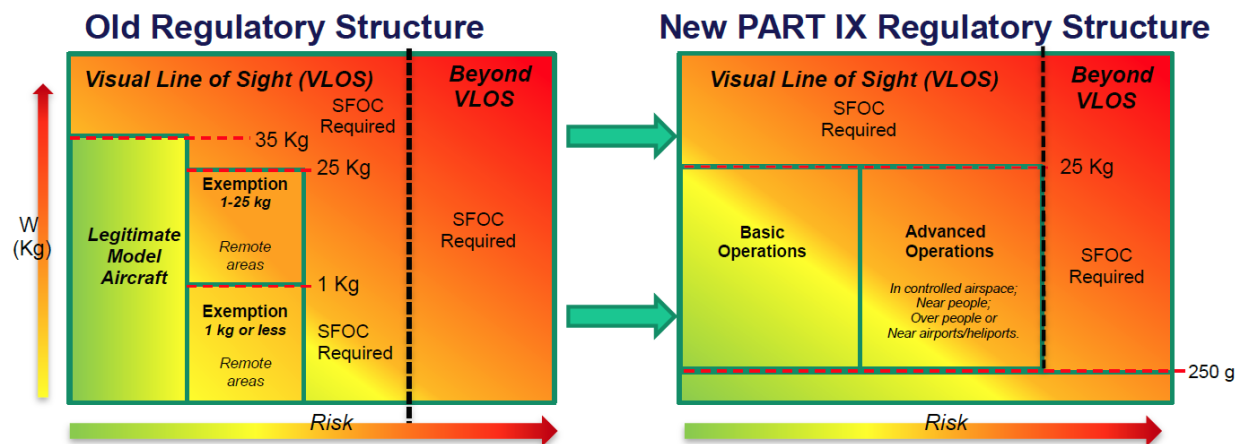 Old Regulatory Structure
Visual Line of Sight (VLOS)
Beyond
VLOS
SFOC
Required
35 Kg
25 Kg
Exemption
1-25 kg
Remote
areas
W
(Kg)
Legitimate
Model
Aircraft
SFOC
Required
1 Kg
Exemption
1 kg or less
Remote
areas
SFOC
Required
Risk
New PART IX Regulatory Structure
Visual Line of Sight (VLOS)
Beyond
VLOS
SFOC
Required
25 Kg
Basic
Operations
Advanced
Operations
In controlled airspace;
Near people;
Over people or
Near airports/heliports.
SFOC
Required
250 g
Risk